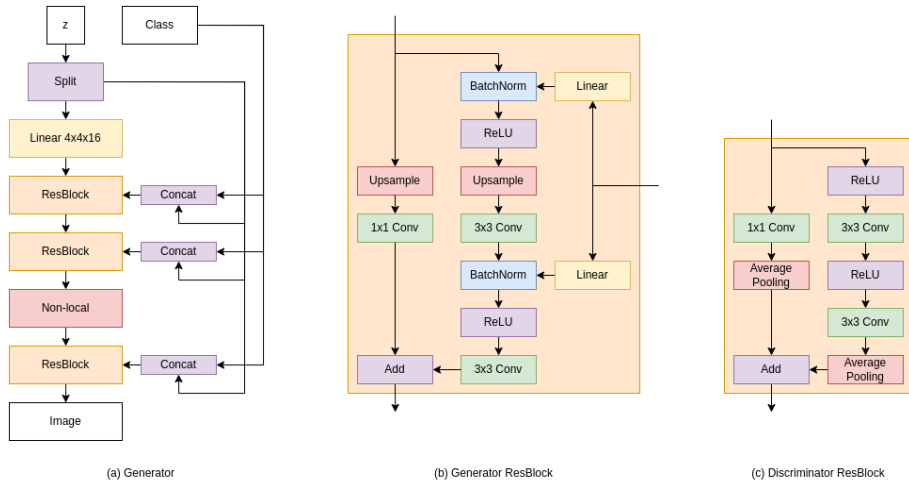 z
Class
Split
Linear 4x4x16
ResBlock
Concat
ResBlock
Concat
Non-local
ResBlock
Concat
Image
(a) Generator
BatchNorm
Linear
ReLU
Upsample
Upsample
1x1 Conv
3x3 Conv
BatchNorm
Linear
ReLU
Add
3x3 Conv
(b) Generator ResBlock
ReLU
1x1 Conv
3x3 Conv
Average
Pooling
ReLU
3x3 Conv
Add
Average
Pooling
(c) Discriminator ResBlock